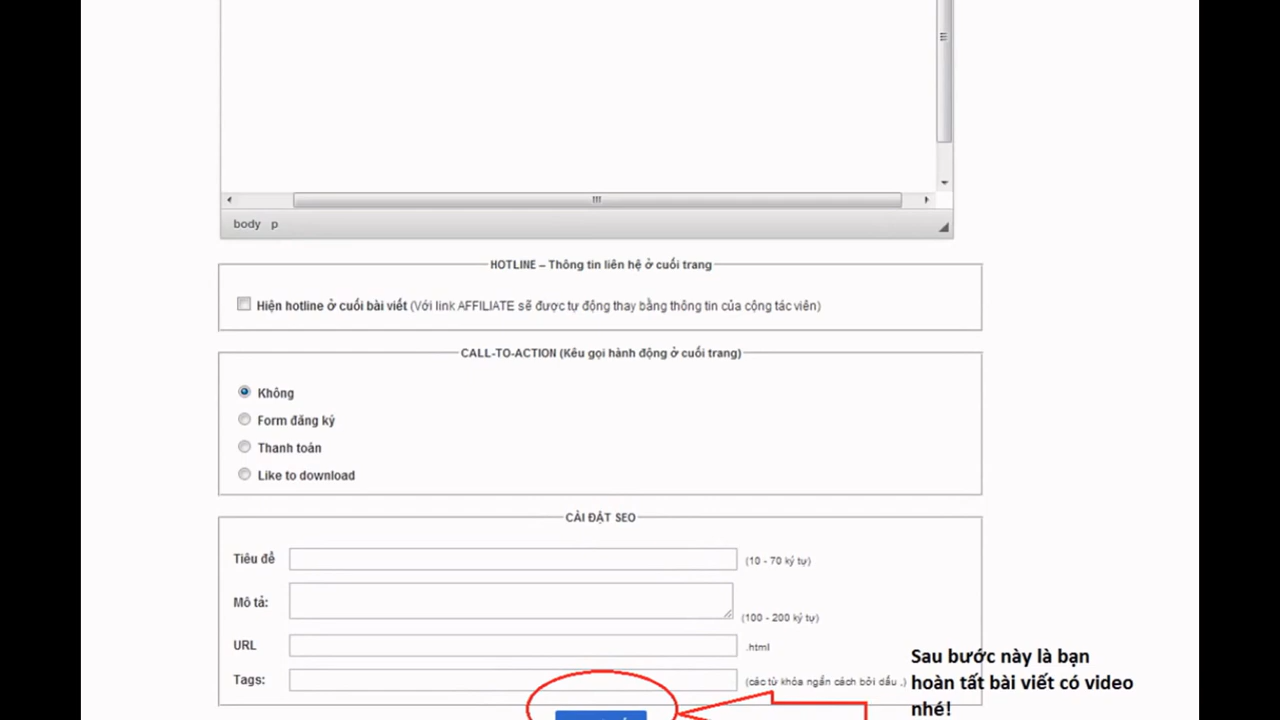 body p
HOTLINE – Thông tin liên hệ ở cuối trang
Hiện hotline ở cuối bài viết (Với link AFFILIATE sẽ được tự động thay bằng thông tin của cộng tác viên)
CALL-TO-ACTION (Kêu gọi hành động ở cuối trang)
Không
Form đăng ký
Thanh toán
Like to download
CÀI ĐẶT SEO
Tiêu đề
(10 - 70 ký tự)
Mô tả:
(100 - 200 ký tự)
URL
.html
Tags:
(các từ khóa ngăn cách bởi dấu ,)
Sau bước này là bạn
hoàn tất bài viết có video
nhé!